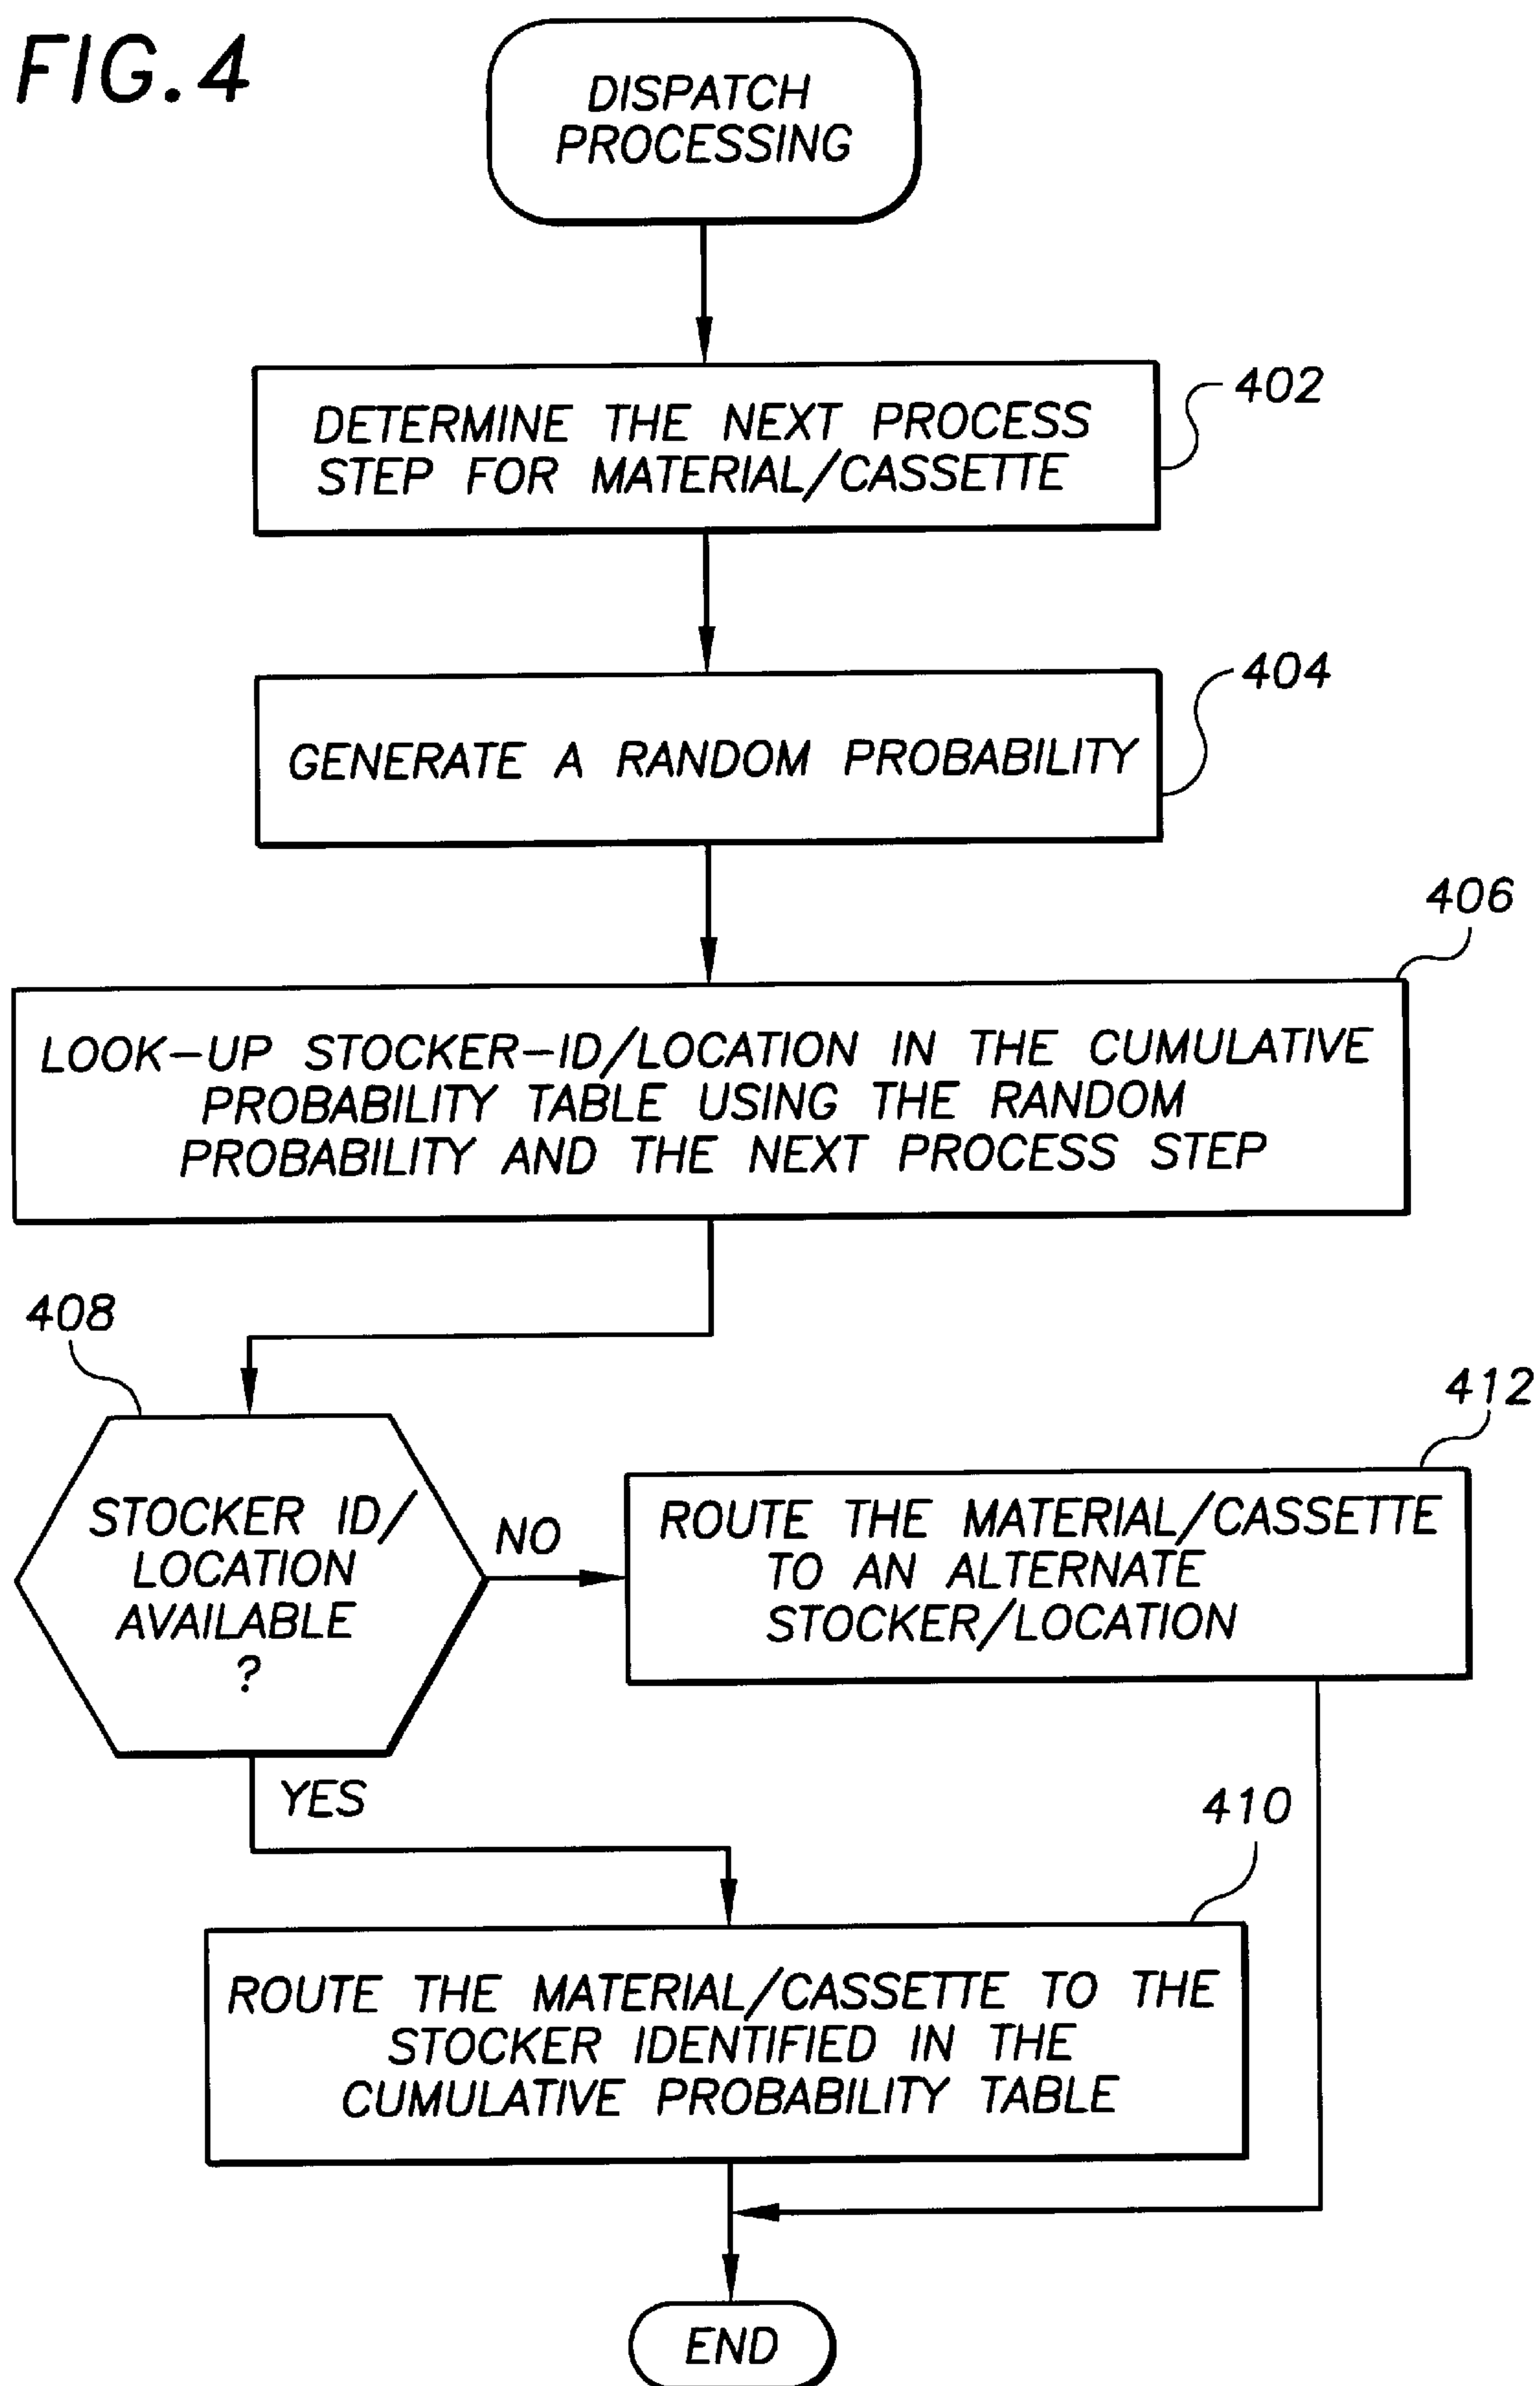 FIG.4
DISPATCH
PROCESSING
402
DETERMINE THE NEXT PROCESS
STEP FOR MATERIAL/CASSETTE
404
GENERATE A RANDOM PROBABILITY
406
LOOK-UP STOCKER-ID/LOCATION IN THE CUMULATIVE
PROBABILITY TABLE USING THE RANDOM
PROBABILITY AND THE NEXT PROCESS STEP
408
STOCKER ID/
LOCATION
AVAILABLE
?
NO
412
ROUTE THE MATERIAL/CASSETTE
TO AN ALTERNATE
STOCKER/LOCATION
YES
410
ROUTE THE MATERIAL/CASSETTE TO THE
STOCKER IDENTIFIED IN THE
CUMULATIVE PROBABILITY TABLE
END